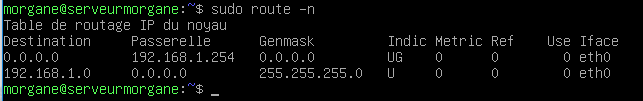 morgane@serveurmorgane:~$ sudo route -n
Table de routage IP du noyau
Destination     Passerelle      Genmask         Indic Metric Ref    Use Iface
0.0.0.0         192.168.1.254   0.0.0.0         UG    0      0        0 eth0
192.168.1.0     0.0.0.0         255.255.255.0   U     0      0        0 eth0
morgane@serveurmorgane:~$ _